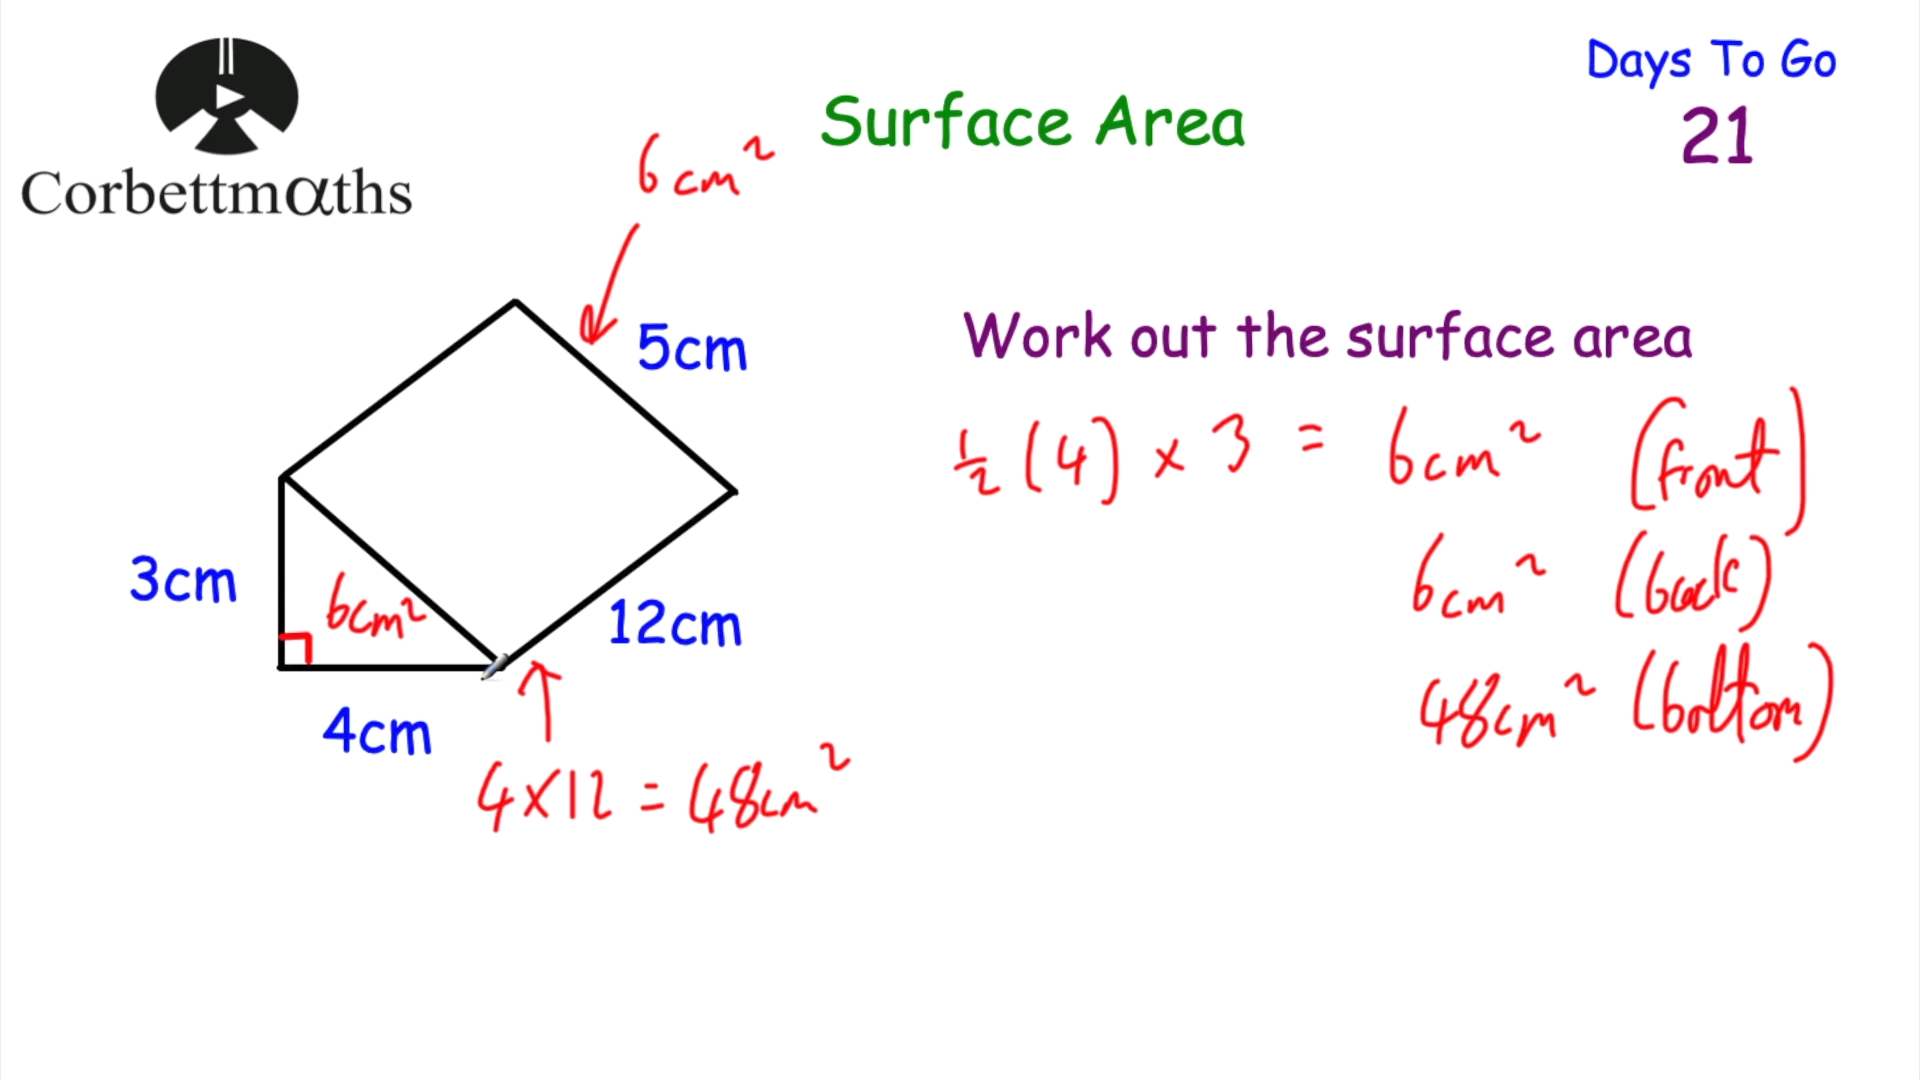 Days To Go
21
Surface Area
Corbettmαths
6cm²
5cm
Work out the surface area
½ (4) × 3 = 6cm² (front)
3cm
6cm²
12cm
6cm² (back)
4cm
48cm² (bottom)
4×12 = 48cm²